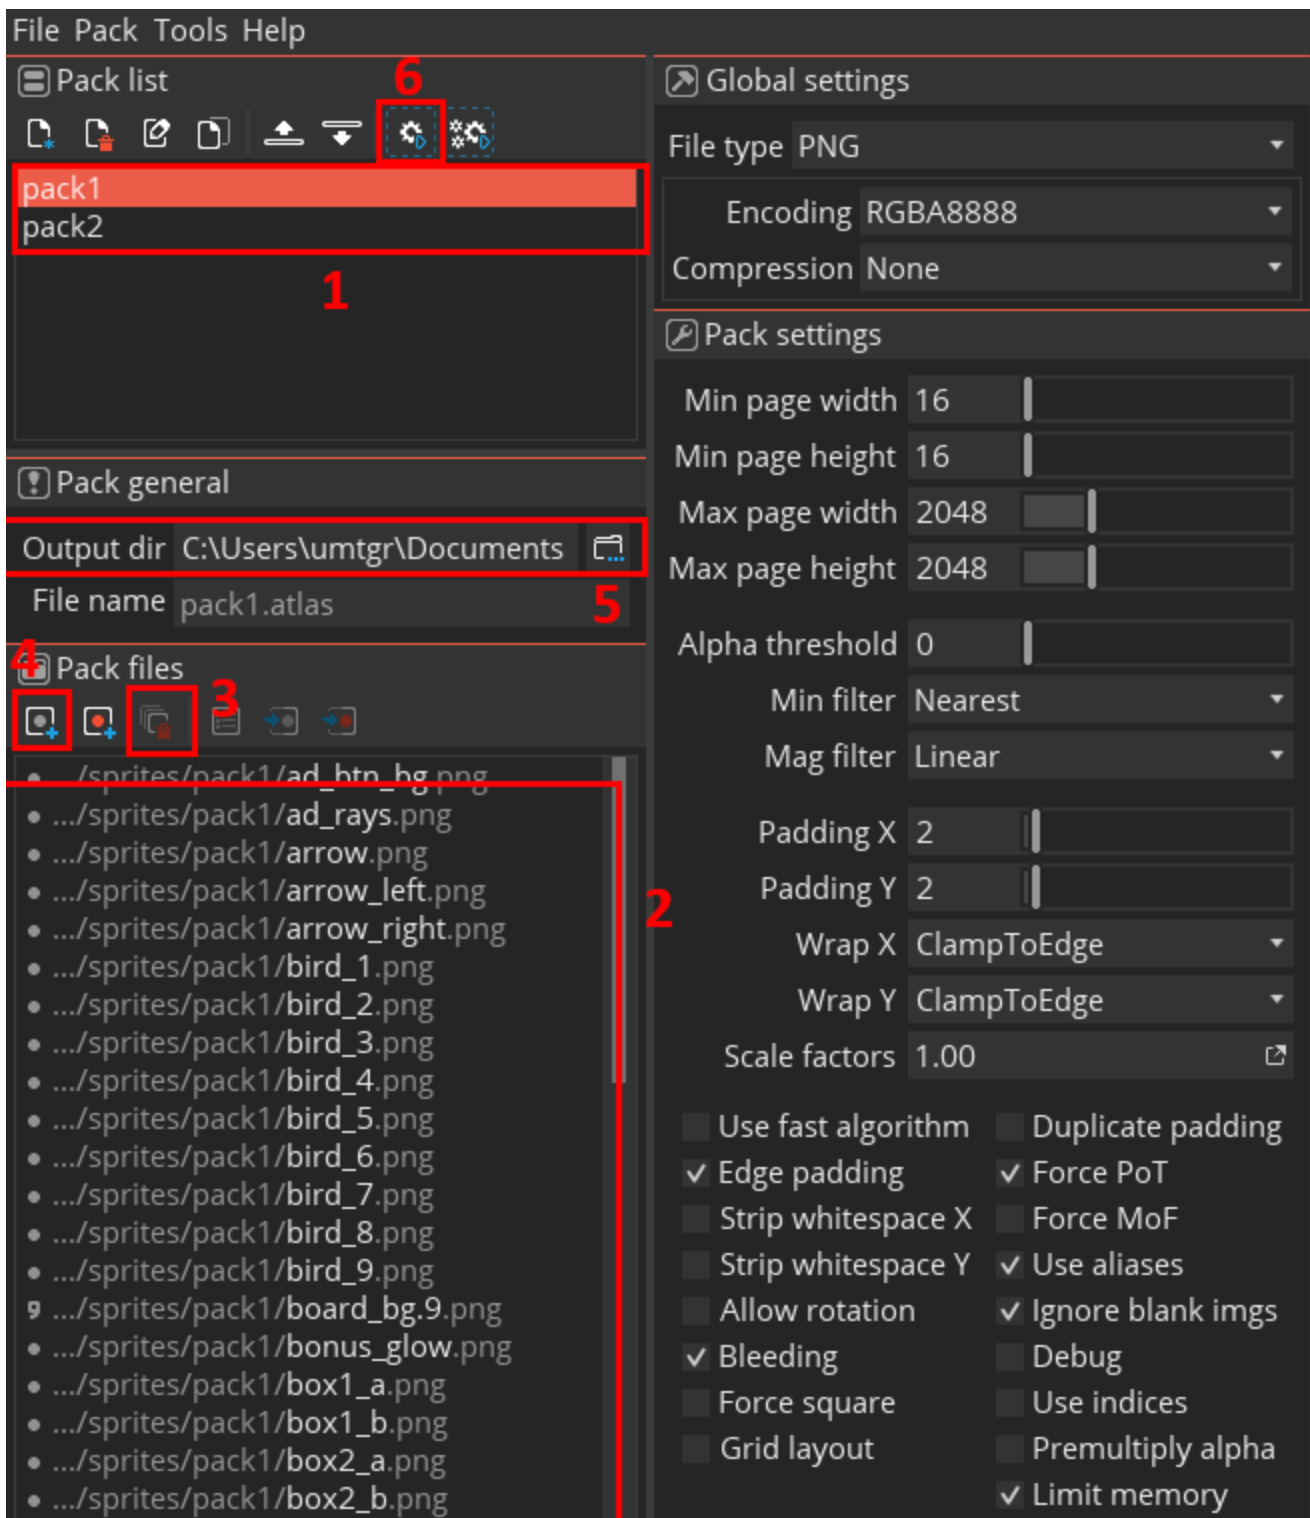 File Pack Tools Help
Pack list
6
pack1
pack2
1
Pack general
Output dir C:\Users\umtgr\Documents
File name pack1.atlas
5
4
Pack files
3
.../sprites/pack1/ad_btn_bg.png
.../sprites/pack1/ad_rays.png
.../sprites/pack1/arrow.png
.../sprites/pack1/arrow_left.png
.../sprites/pack1/arrow_right.png
2
.../sprites/pack1/bird_1.png
.../sprites/pack1/bird_2.png
.../sprites/pack1/bird_3.png
.../sprites/pack1/bird_4.png
.../sprites/pack1/bird_5.png
.../sprites/pack1/bird_6.png
.../sprites/pack1/bird_7.png
.../sprites/pack1/bird_8.png
.../sprites/pack1/bird_9.png
9 .../sprites/pack1/board_bg.9.png
.../sprites/pack1/bonus_glow.png
.../sprites/pack1/box1_a.png
.../sprites/pack1/box1_b.png
.../sprites/pack1/box2_a.png
.../sprites/pack1/box2_b.png
Global settings
File type PNG
Encoding RGBA8888
Compression None
Pack settings
Min page width 16
Min page height 16
Max page width 2048
Max page height 2048
Alpha threshold 0
Min filter Nearest
Mag filter Linear
Padding X 2
Padding Y 2
Wrap X ClampToEdge
Wrap Y ClampToEdge
Scale factors 1.00
Use fast algorithm Duplicate padding
Edge padding Force PoT
Strip whitespace X Force MoF
Strip whitespace Y Use aliases
Allow rotation Ignore blank imgs
Bleeding Debug
Force square Use indices
Grid layout Premultiply alpha
Limit memory